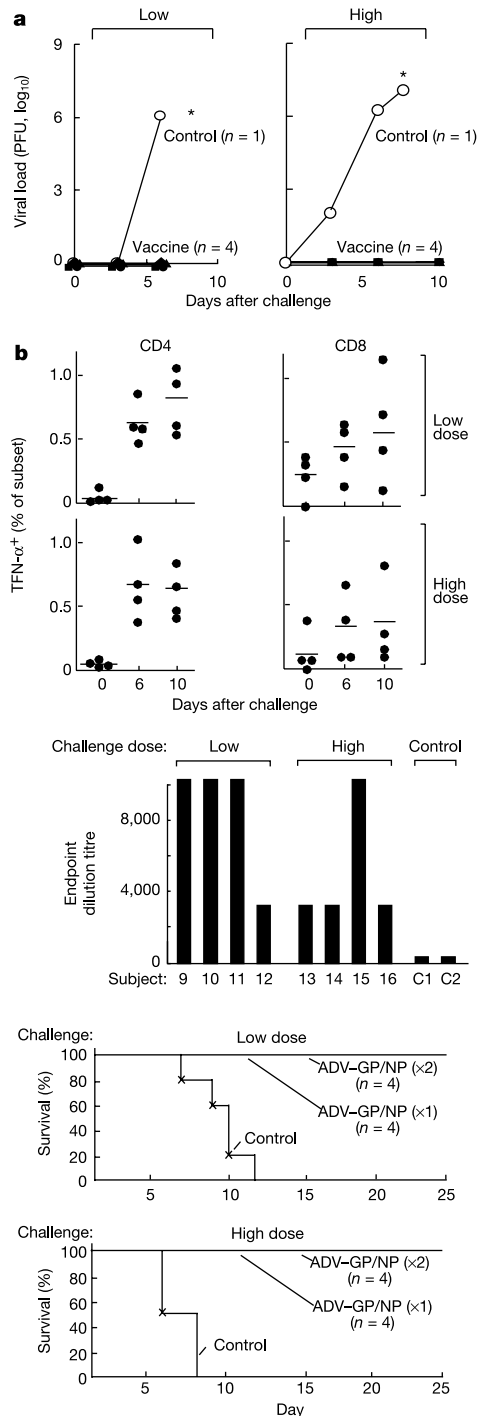 a
Low
High
9
6
3
0
Viral load (PFU, log10)
*
Control (n = 1)
Vaccine (n = 4)
0 5 10
*
Control (n = 1)
Vaccine (n = 4)
0 5 10
Days after challenge
b
CD4
CD8
1.0
0.5
0
Low
dose
TFN-α+ (% of subset)
1.0
0.5
0
High
dose
0 6 10
0 6 10
Days after challenge
Challenge dose: Low High Control
8,000
4,000
0
Endpoint
dilution titre
Subject: 9 10 11 12 13 14 15 16 C1 C2
Challenge:
Low dose
100
80
60
40
20
0
Survival (%)
ADV–GP/NP (×2)
(n = 4)
ADV–GP/NP (×1)
(n = 4)
Control
5 10 15 20 25
Challenge:
High dose
100
80
60
40
20
0
Survival (%)
ADV–GP/NP (×2)
(n = 4)
ADV–GP/NP (×1)
(n = 4)
Control
5 10 15 20 25
Day